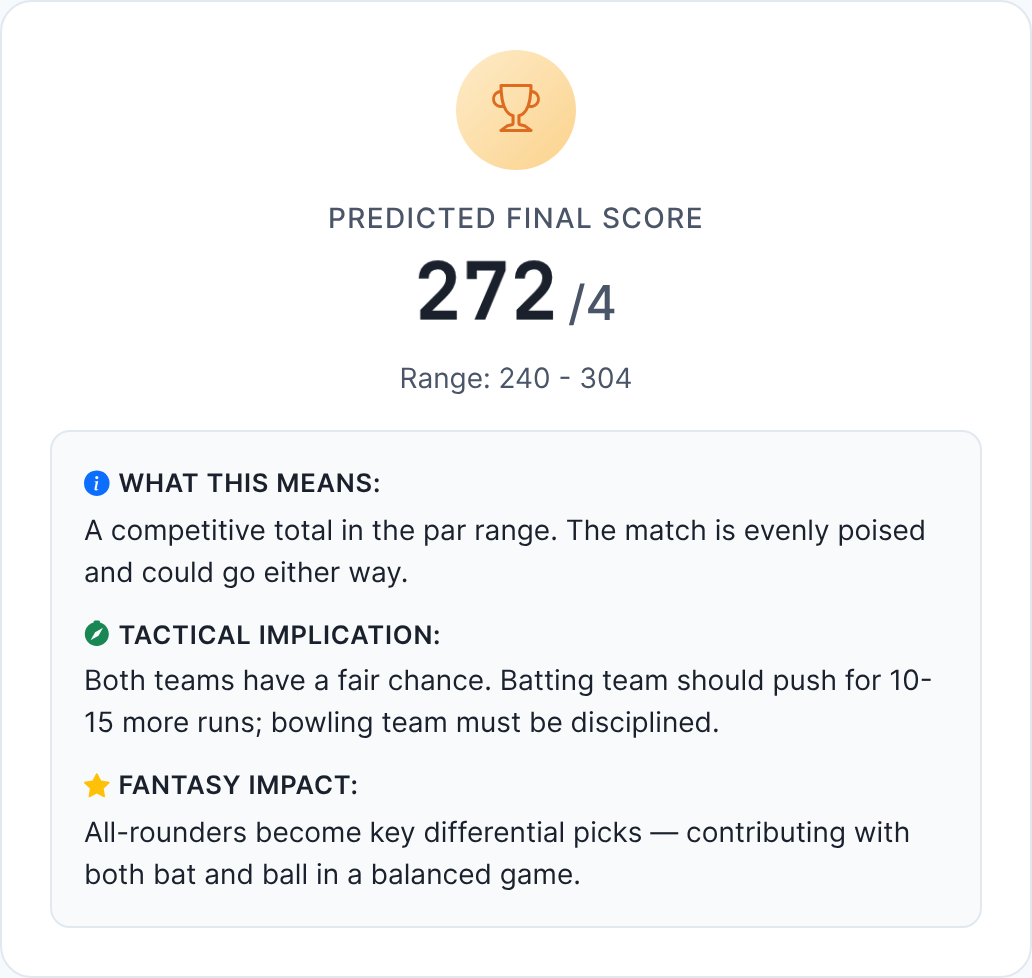 PREDICTED FINAL SCORE
272 /4
Range: 240 - 304
WHAT THIS MEANS:
A competitive total in the par range. The match is evenly poised
and could go either way.
TACTICAL IMPLICATION:
Both teams have a fair chance. Batting team should push for 10-
15 more runs; bowling team must be disciplined.
FANTASY IMPACT:
All-rounders become key differential picks — contributing with
both bat and ball in a balanced game.